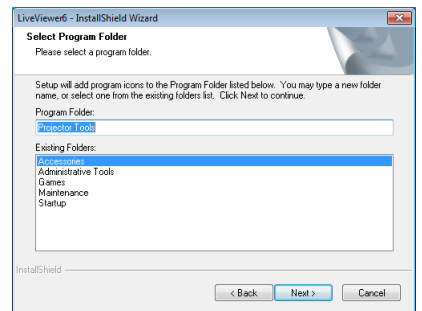 LiveViewer6 - InstallShield Wizard
Select Program Folder
Please select a program folder.
Setup will add program icons to the Program Folder listed below. You may type a new folder
name, or select one from the existing folders list. Click Next to continue.
Program Folder:
Projector Tools
Existing Folders:
Accessories
Administrative Tools
Games
Maintenance
Startup
InstallShield
< Back
Next >
Cancel